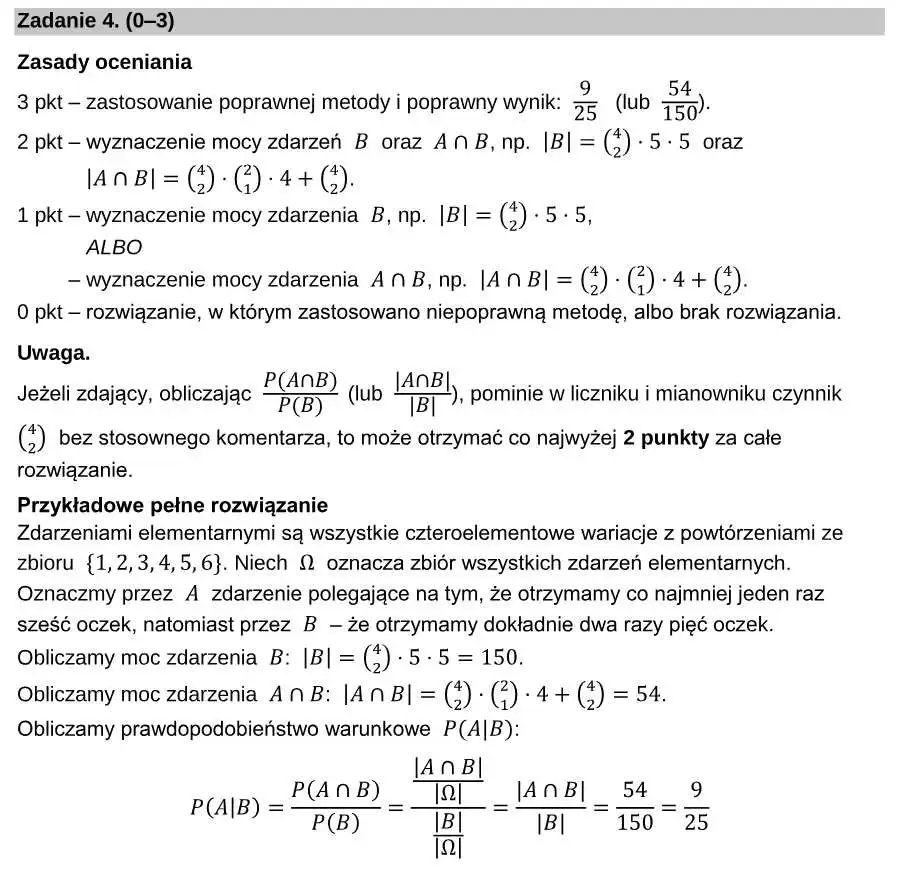 Zadanie 4. (0–3)
Zasady oceniania
3 pkt – zastosowanie poprawnej metody i poprawny wynik: 9/25 (lub 54/150).
2 pkt – wyznaczenie mocy zdarzeń B oraz A ∩ B, np. |B| = (4 2) · 5 · 5 oraz
|A ∩ B| = (4 2) · (2 1) · 4 + (4 2).
1 pkt – wyznaczenie mocy zdarzenia B, np. |B| = (4 2) · 5 · 5,
ALBO
– wyznaczenie mocy zdarzenia A ∩ B, np. |A ∩ B| = (4 2) · (2 1) · 4 + (4 2).
0 pkt – rozwiązanie, w którym zastosowano niepoprawną metodę, albo brak rozwiązania.
Uwaga.
Jeżeli zdający, obliczając P(A∩B)/P(B) (lub |A∩B|/|B|), pominie w liczniku i mianowniku czynnik
(4 2) bez stosownego komentarza, to może otrzymać co najwyżej 2 punkty za całe
rozwiązanie.
Przykładowe pełne rozwiązanie
Zdarzeniami elementarnymi są wszystkie czteroelementowe wariacje z powtórzeniami ze
zbioru {1, 2, 3, 4, 5, 6}. Niech Ω oznacza zbiór wszystkich zdarzeń elementarnych.
Oznaczmy przez A zdarzenie polegające na tym, że otrzymamy co najmniej jeden raz
sześć oczek, natomiast przez B – że otrzymamy dokładnie dwa razy pięć oczek.
Obliczamy moc zdarzenia B: |B| = (4 2) · 5 · 5 = 150.
Obliczamy moc zdarzenia A ∩ B: |A ∩ B| = (4 2) · (2 1) · 4 + (4 2) = 54.
Obliczamy prawdopodobieństwo warunkowe P(A|B):
P(A|B) = P(A ∩ B)/P(B) = (|A ∩ B|/|Ω|)/(|B|/|Ω|) = |A ∩ B|/|B| = 54/150 = 9/25